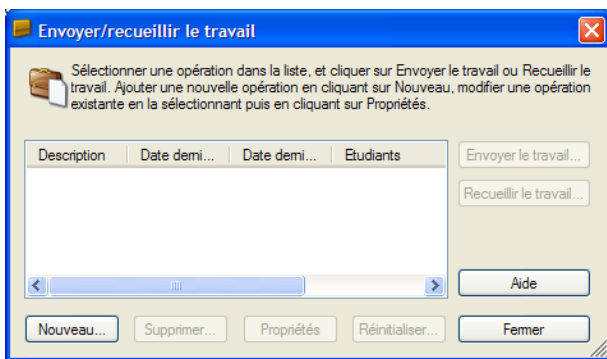 Envoyer/recueillir le travail
Sélectionner une opération dans la liste, et cliquer sur Envoyer le travail ou Recueillir le
travail. Ajouter une nouvelle opération en cliquant sur Nouveau, modifier une opération
existante en la sélectionnant puis en cliquant sur Propriétés.
Description Date derni... Date derni... Etudiants
Envoyer le travail...
Recueillir le travail...
Aide
Nouveau... Supprimer... Propriétés Réinitialiser... Fermer